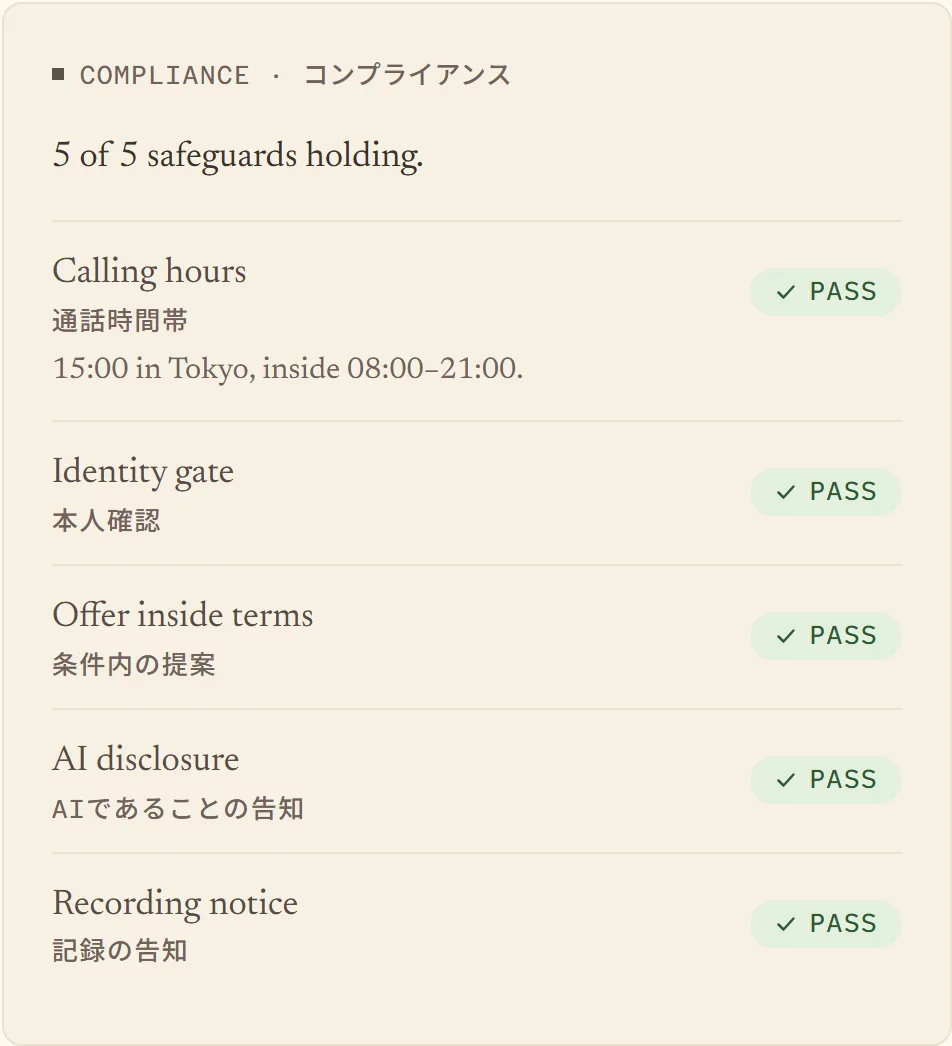 COMPLIANCE · コンプライアンス
5 of 5 safeguards holding.
Calling hours
✓ PASS
通話時間帯
15:00 in Tokyo, inside 08:00–21:00.
Identity gate
✓ PASS
本人確認
Offer inside terms
✓ PASS
条件内の提案
AI disclosure
✓ PASS
AIであることの告知
Recording notice
✓ PASS
記録の告知